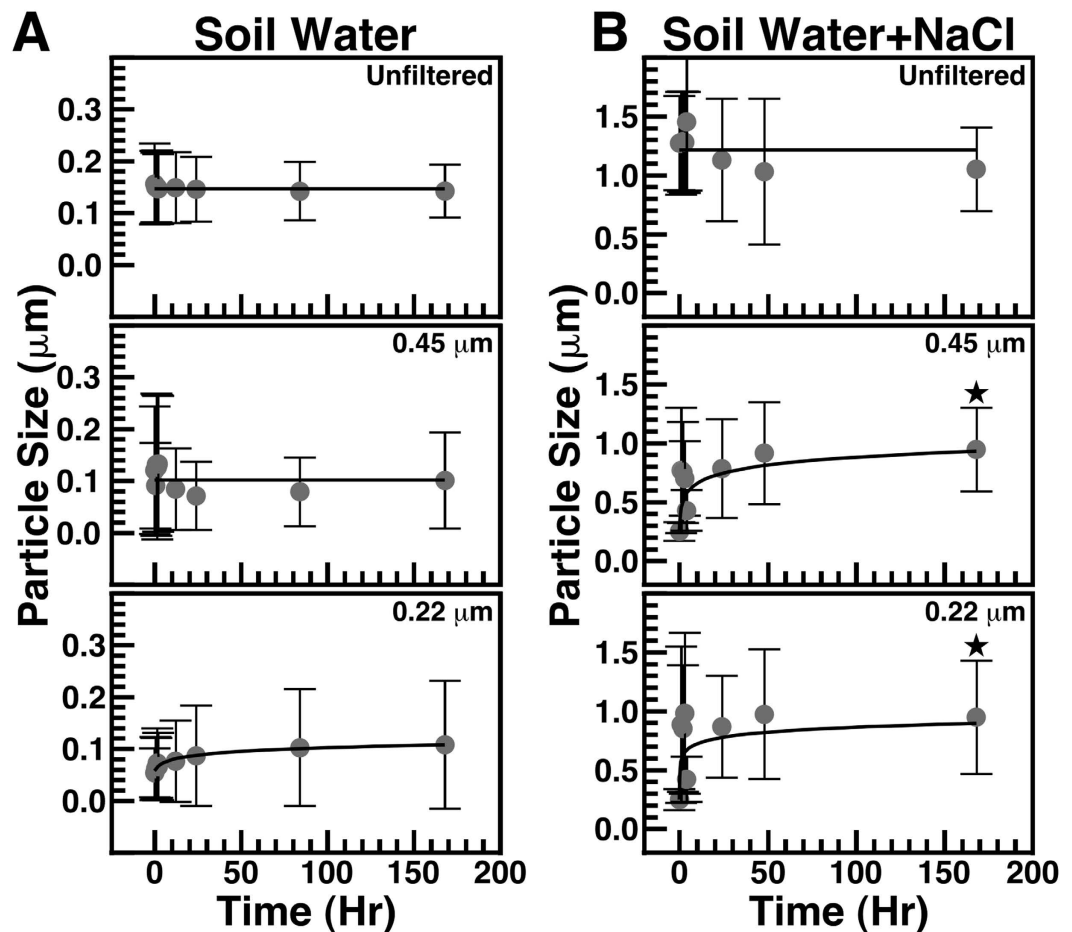 A Soil Water
B Soil Water+NaCl
Particle Size (μm)
Unfiltered
0.3
0.2
0.1
0.0
0.45 μm
0.3
0.2
0.1
0.0
0.22 μm
0.3
0.2
0.1
0.0
0 50 100 150 200
Time (Hr)
Particle Size (μm)
Unfiltered
1.5
1.0
0.5
0.0
0.45 μm
1.5
1.0
0.5
0.0
0.22 μm
1.5
1.0
0.5
0.0
0 50 100 150 200
Time (Hr)